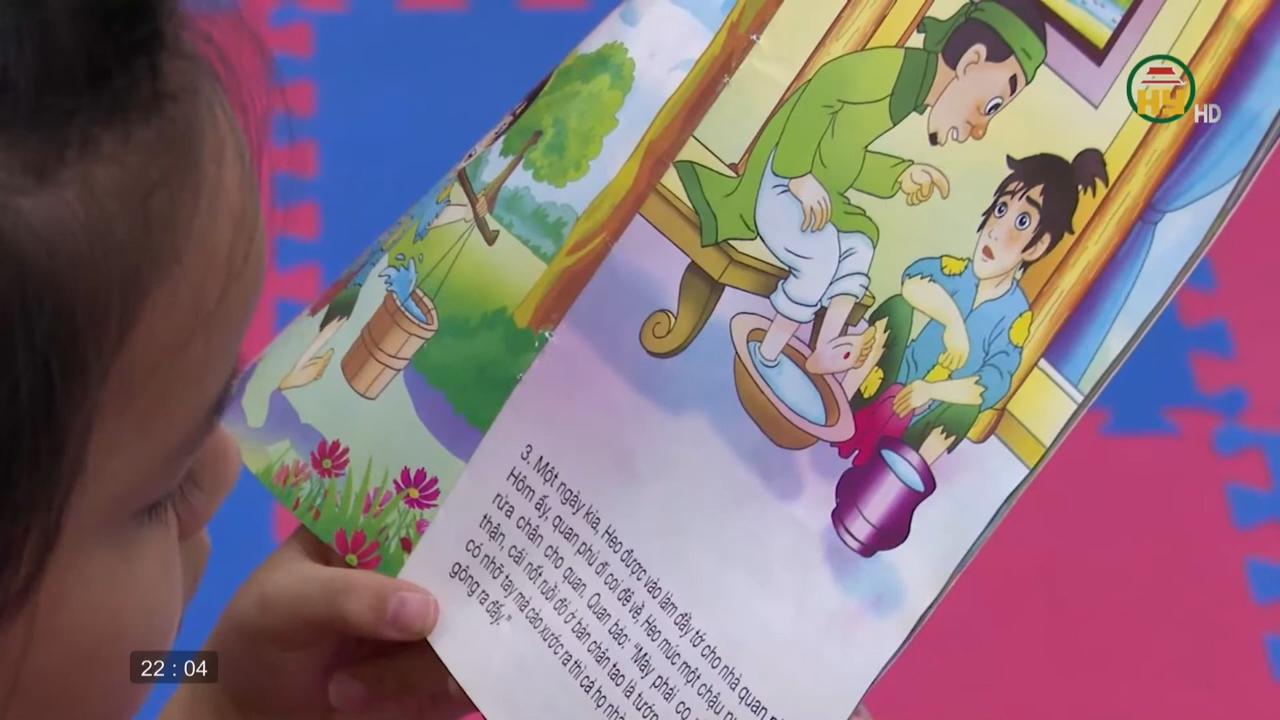 HY HD
3. Một ngày kia, Heo được vào làm đầy tớ cho nhà quan
Hôm ấy, quan phủ đi coi đê về, Heo múc một chậu
rửa chân cho quan. Quan bảo: "Mày phải cọ
thận, cái nốt ruồi đỏ ở bàn chân tao là tướng
có nhỡ tay mà cào xước ra thì cả họ nhà
gông ra đấy."
22 : 04